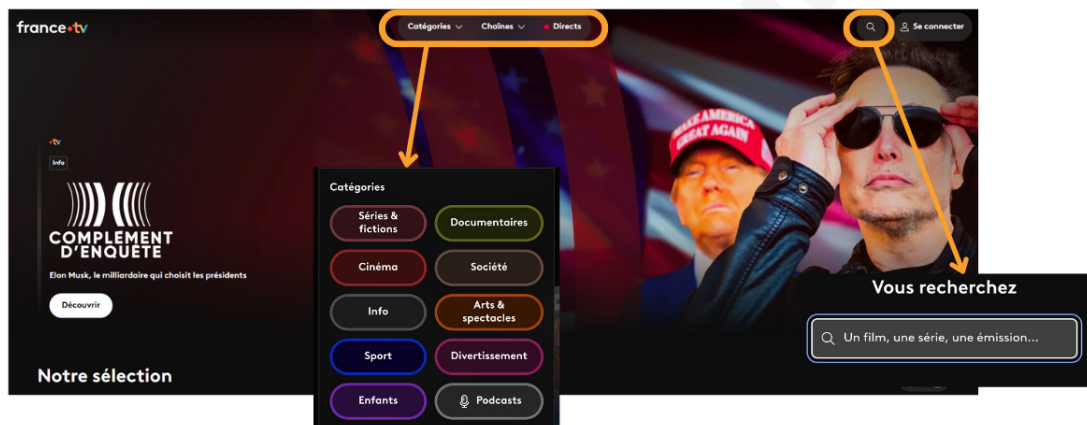 france•tv
Catégories
Chaînes
Directs
Se connecter
MAKE AMERICA
GREAT AGAIN
•tv
Info
COMPLEMENT
D'ENQUÊTE
Elon Musk, le milliardaire qui choisit les présidents
Découvrir
Notre sélection
Catégories
Séries &
fictions
Documentaires
Cinéma
Société
Info
Arts &
spectacles
Sport
Divertissement
Enfants
Podcasts
Vous recherchez
Un film, une série, une émission...